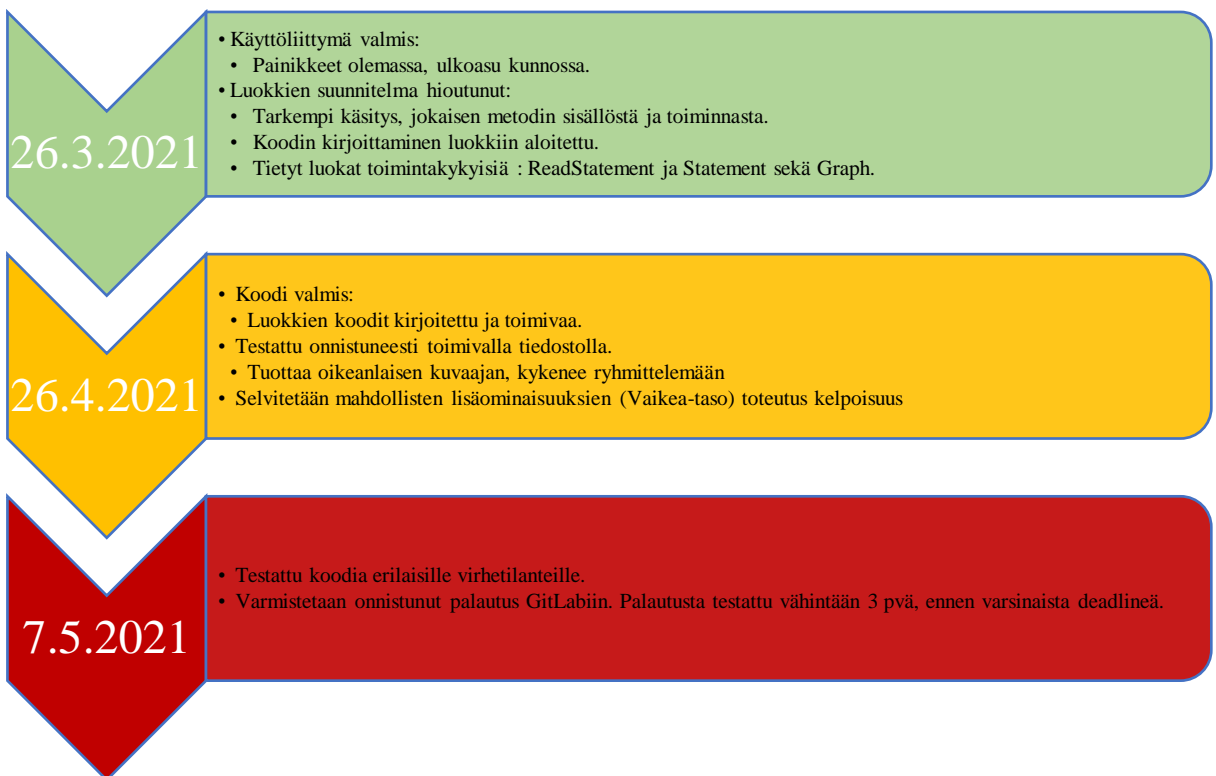 26.3.2021
• Käyttöliittymä valmis:
• Painikkeet olemassa, ulkoasu kunnossa.
• Luokkien suunnitelma hioutunut:
• Tarkempi käsitys, jokaisen metodin sisällöstä ja toiminnasta.
• Koodin kirjoittaminen luokkiin aloitettu.
• Tietyt luokat toimintakykyisiä : ReadStatement ja Statement sekä Graph.
26.4.2021
• Koodi valmis:
• Luokkien koodit kirjoitettu ja toimivaa.
• Testattu onnistuneesti toimivalla tiedostolla.
• Tuottaa oikeanlaisen kuvaajan, kykenee ryhmittelemään
• Selvitetään mahdollisten lisäominaisuuksien (Vaikea-taso) toteutus kelpoisuus
7.5.2021
• Testattu koodia erilaisille virhetilanteille.
• Varmistetaan onnistunut palautus GitLabiin. Palautusta testattu vähintään 3 pvä, ennen varsinaista deadlineä.